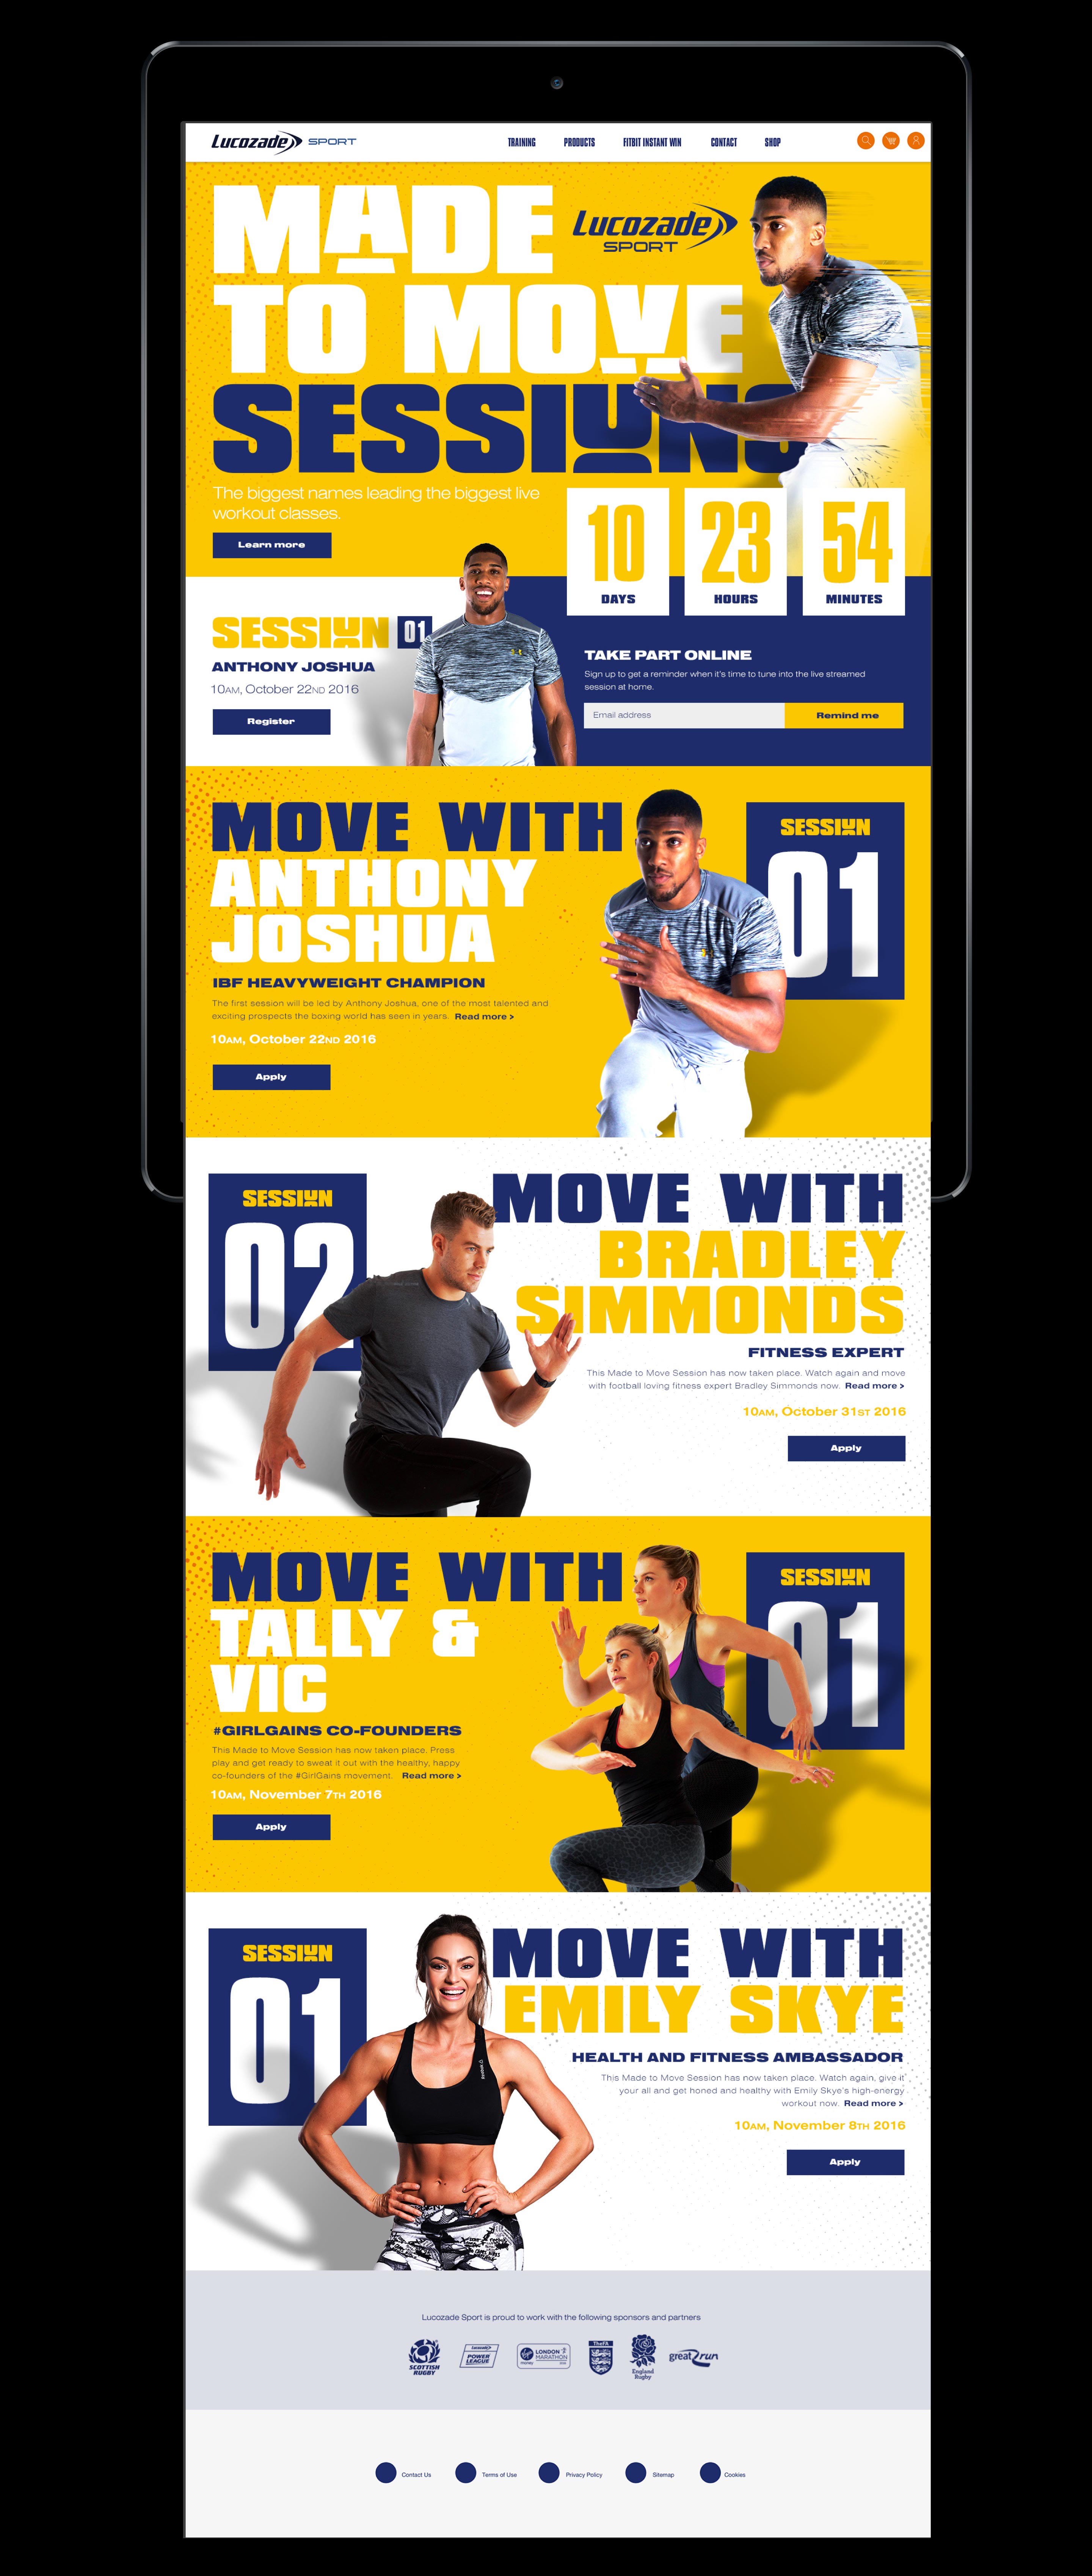 Lucozade SPORT
TRAINING PRODUCTS FITBIT INSTANT WIN CONTACT SHOP
MADE
Lucozade
SPORT
TO MOVE
SESSIONS
The biggest names leading the biggest live
workout classes.
Learn more
10 23 54
DAYS HOURS MINUTES
SESSION 01
ANTHONY JOSHUA
10AM, October 22ND 2016
Register
TAKE PART ONLINE
Sign up to get a reminder when it's time to tune into the live streamed
session at home.
Email address
Remind me
MOVE WITH
ANTHONY
JOSHUA
IBF HEAVYWEIGHT CHAMPION
The first session will be led by Anthony Joshua, one of the most talented and
exciting prospects the boxing world has seen in years. Read more >
10AM, October 22ND 2016
Apply
SESSION
01
SESSION
02
MOVE WITH
BRADLEY
SIMMONDS
FITNESS EXPERT
This Made to Move Session has now taken place. Watch again and move
with football loving fitness expert Bradley Simmonds now. Read more >
10AM, October 31ST 2016
Apply
MOVE WITH
TALLY &
VIC
#GIRLGAINS CO-FOUNDERS
This Made to Move Session has now taken place. Press
play and get ready to sweat it out with the healthy, happy
co-founders of the #GirlGains movement. Read more >
10AM, November 7TH 2016
Apply
SESSION
01
SESSION
01
MOVE WITH
EMILY SKYE
HEALTH AND FITNESS AMBASSADOR
This Made to Move Session has now taken place. Watch again, give it
your all and get honed and healthy with Emily Skye's high-energy
workout now. Read more >
10AM, November 8TH 2016
Apply
Reebok
Lucozade Sport is proud to work with the following sponsors and partners
SCOTTISH
RUGBY
Lucozade
POWER
LEAGUE
Virgin money LONDON
MARATHON
TheFA
England
Rugby
great run
Contact Us Terms of Use Privacy Policy Sitemap Cookies